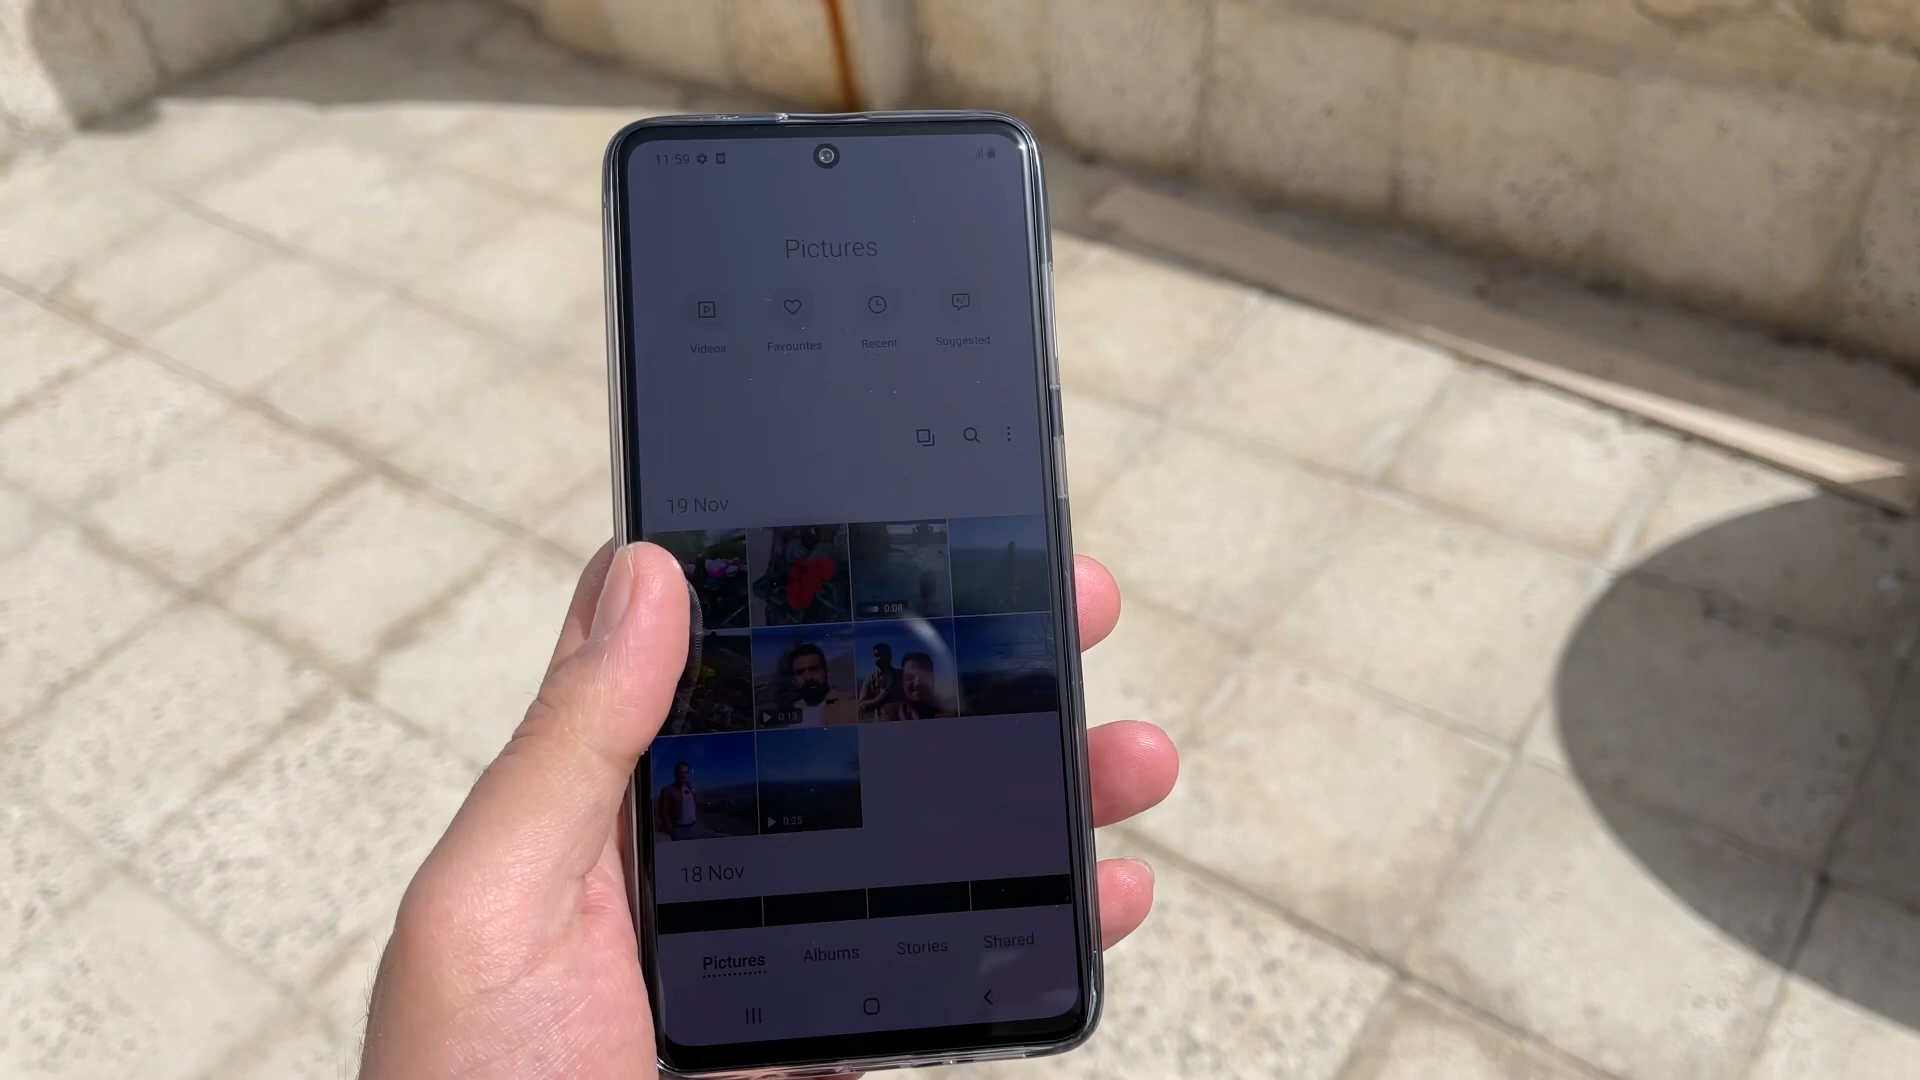 11:59
Pictures
Videos Favourites Recent Suggested
19 Nov
0:08
0:13
0:25
18 Nov
Pictures Albums Stories Shared